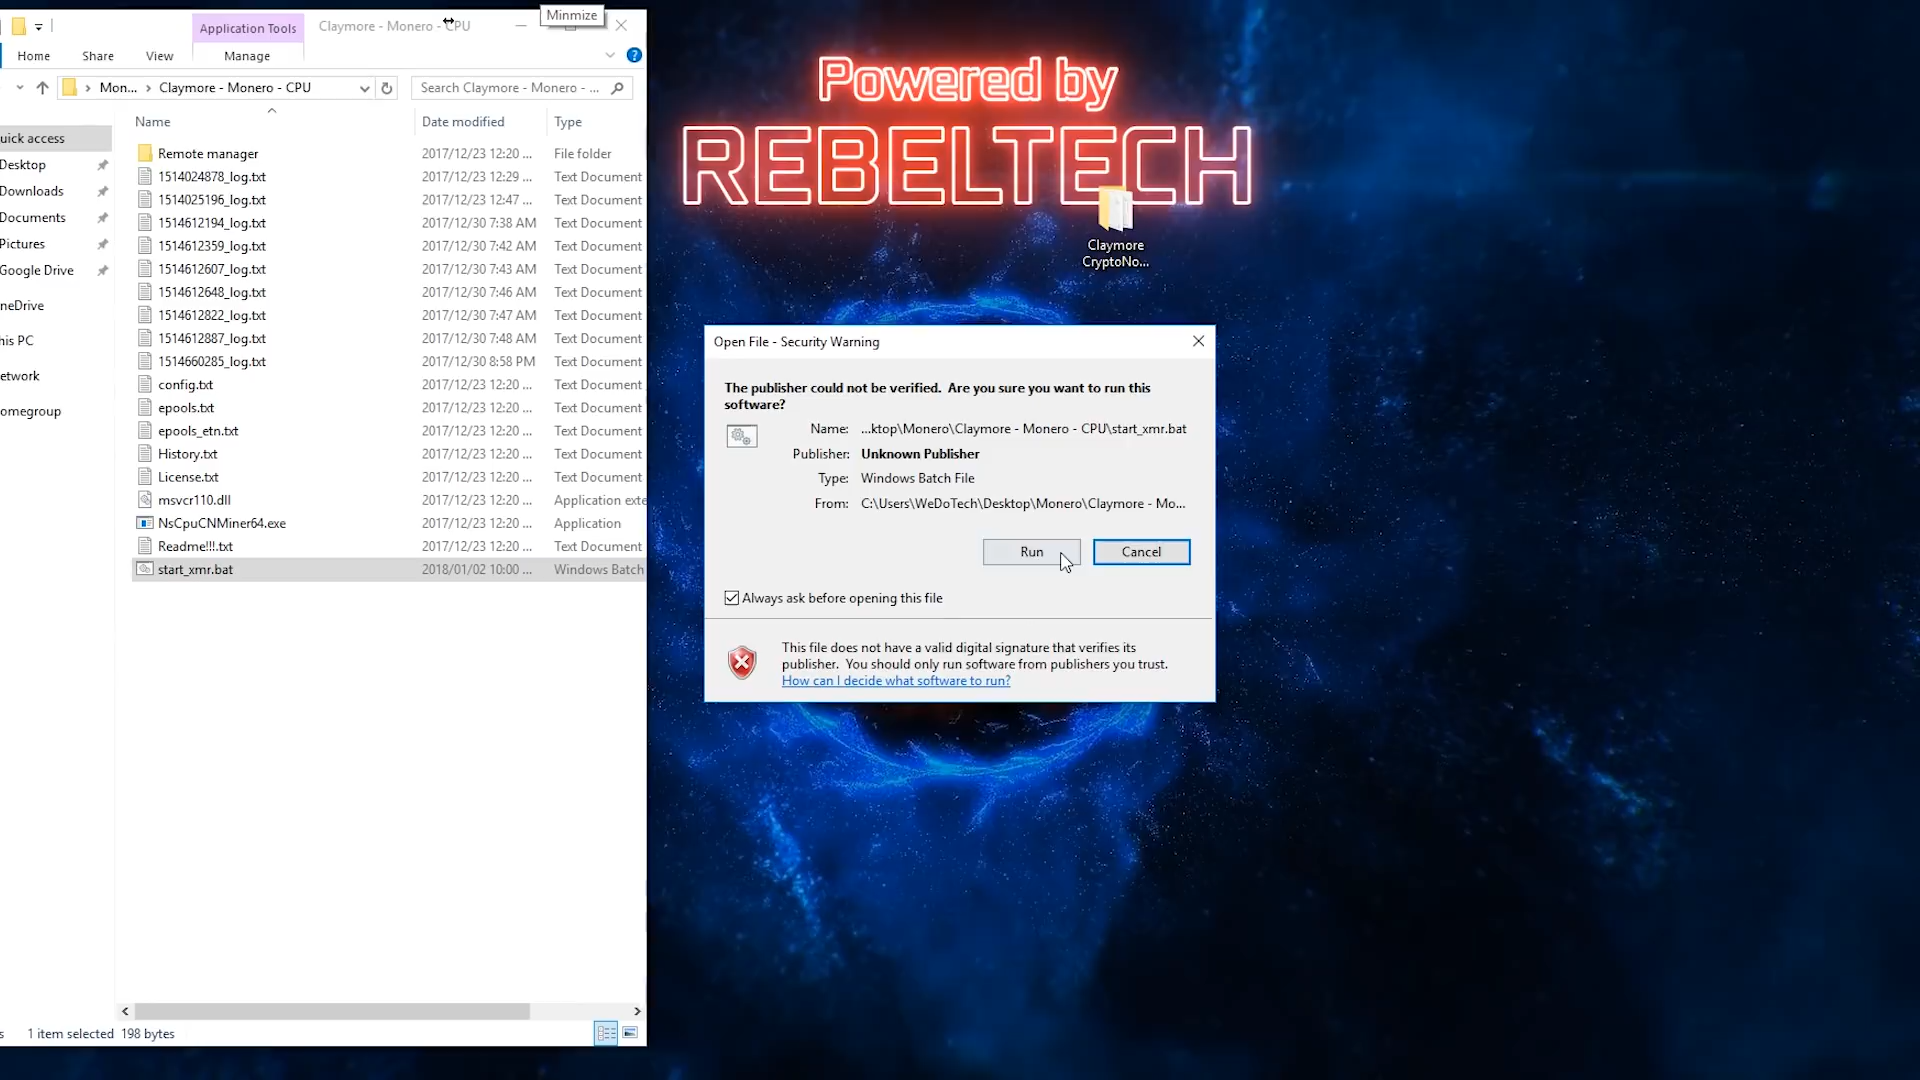 Application Tools
Claymore - Monero - CPU
Minmize
Home
Share
View
Manage
Mon...
Claymore - Monero - CPU
Search Claymore - Monero - ...
Name
Date modified
Type
uick access
Desktop
Downloads
Documents
Pictures
Google Drive
neDrive
his PC
etwork
omegroup
Remote manager 2017/12/23 12:20 ... File folder
1514024878_log.txt 2017/12/23 12:29 ... Text Document
1514025196_log.txt 2017/12/23 12:47 ... Text Document
1514612194_log.txt 2017/12/30 7:38 AM Text Document
1514612359_log.txt 2017/12/30 7:42 AM Text Document
1514612607_log.txt 2017/12/30 7:43 AM Text Document
1514612648_log.txt 2017/12/30 7:46 AM Text Document
1514612822_log.txt 2017/12/30 7:47 AM Text Document
1514612887_log.txt 2017/12/30 7:48 AM Text Document
1514660285_log.txt 2017/12/30 8:58 PM Text Document
config.txt 2017/12/23 12:20 ... Text Document
epools.txt 2017/12/23 12:20 ... Text Document
epools_etn.txt 2017/12/23 12:20 ... Text Document
History.txt 2017/12/23 12:20 ... Text Document
License.txt 2017/12/23 12:20 ... Text Document
msvcr110.dll 2017/12/23 12:20 ... Application exte
NsCpuCNMiner64.exe 2017/12/23 12:20 ... Application
Readme!!!.txt 2017/12/23 12:20 ... Text Document
start_xmr.bat 2018/01/02 10:00 ... Windows Batch
s 1 item selected 198 bytes
Powered by
REBELTECH
Claymore
CryptoNo...
Open File - Security Warning
The publisher could not be verified. Are you sure you want to run this
software?
Name: ...ktop\Monero\Claymore - Monero - CPU\start_xmr.bat
Publisher: Unknown Publisher
Type: Windows Batch File
From: C:\Users\WeDoTech\Desktop\Monero\Claymore - Mo...
Run
Cancel
Always ask before opening this file
This file does not have a valid digital signature that verifies its
publisher. You should only run software from publishers you trust.
How can I decide what software to run?